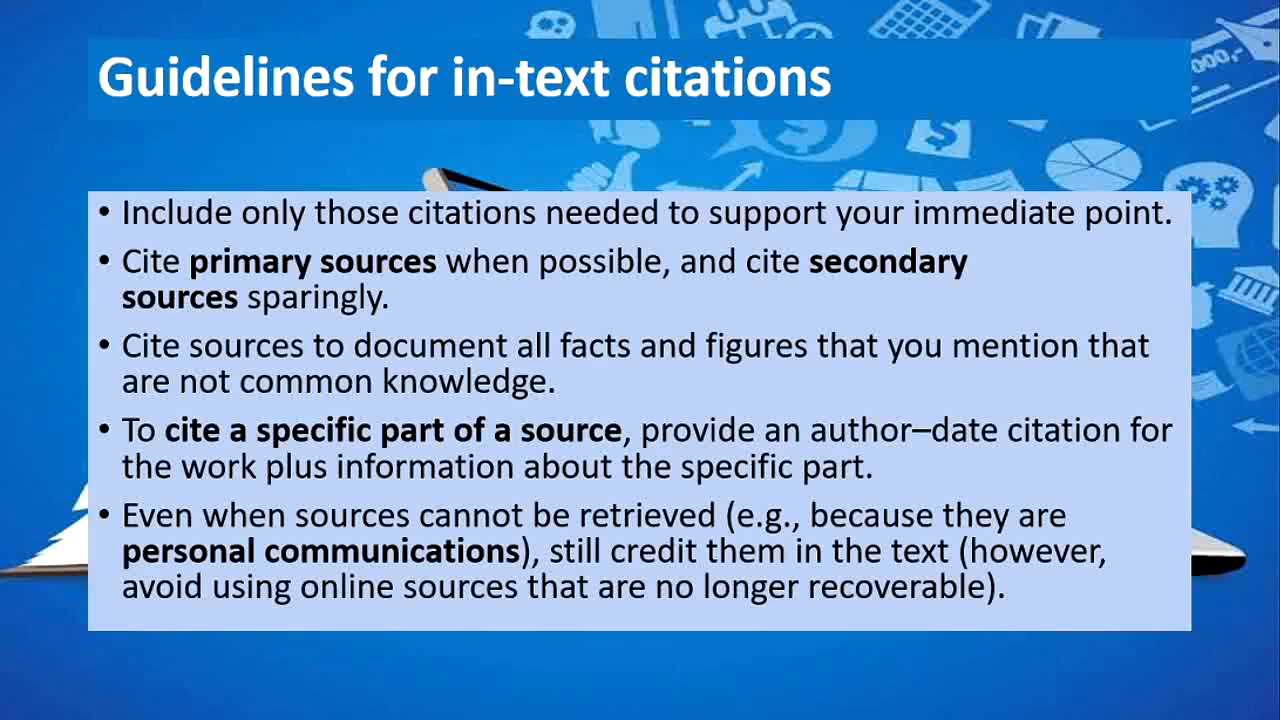 Guidelines for in-text citations
• Include only those citations needed to support your immediate point.
• Cite primary sources when possible, and cite secondary
sources sparingly.
• Cite sources to document all facts and figures that you mention that
are not common knowledge.
• To cite a specific part of a source, provide an author–date citation for
the work plus information about the specific part.
• Even when sources cannot be retrieved (e.g., because they are
personal communications), still credit them in the text (however,
avoid using online sources that are no longer recoverable).